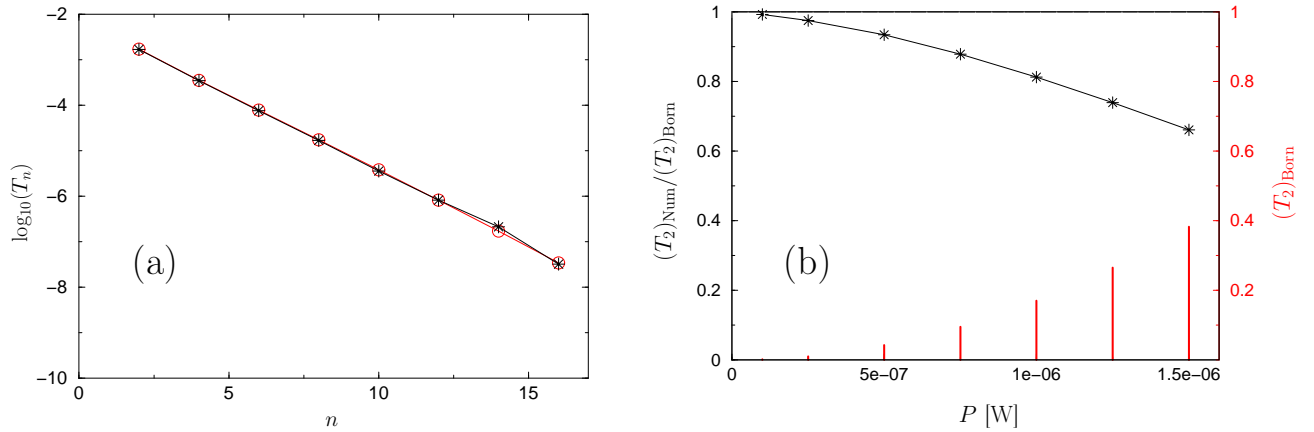 −2
−4
−6
−8
−10
0
5
10
15
log₁₀(Tₙ)
n
(a)
1
0.8
0.6
0.4
0.2
0
0
5e−07
1e−06
1.5e−06
(T₂)Num/(T₂)Born
P [W]
(b)
1
0.8
0.6
0.4
0.2
0
(T₂)Born